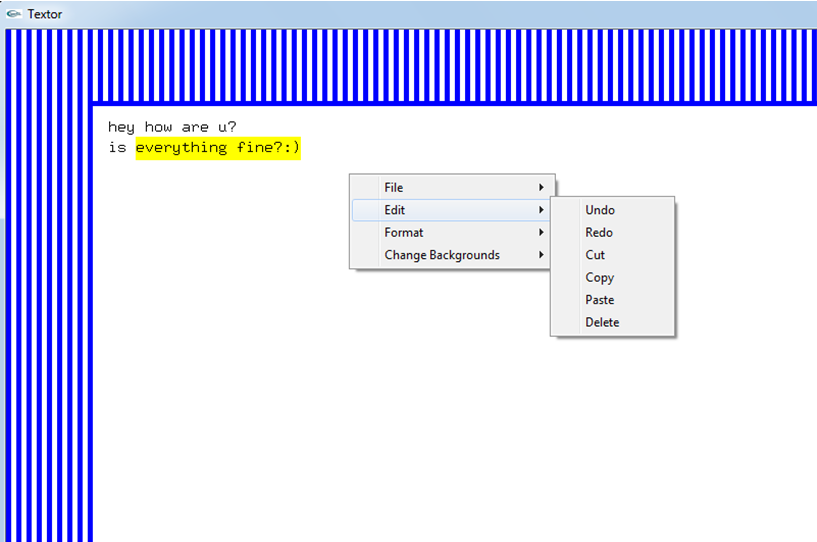 Textor
hey how are u?
is everything fine?:)
File
Edit
Format
Change Backgrounds
Undo
Redo
Cut
Copy
Paste
Delete